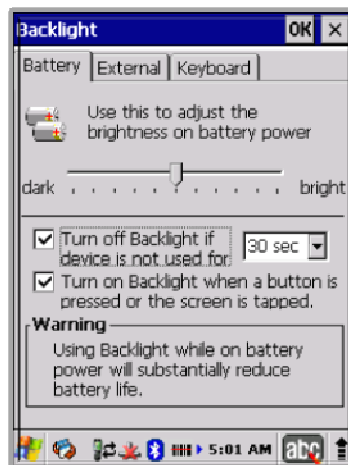 Backlight OK ×
Battery External Keyboard
Use this to adjust the
brightness on battery power
dark bright
Turn off Backlight if
device is not used for 30 sec
Turn on Backlight when a button is
pressed or the screen is tapped.
Warning
Using Backlight while on battery
power will substantially reduce
battery life.
5:01 AM abc